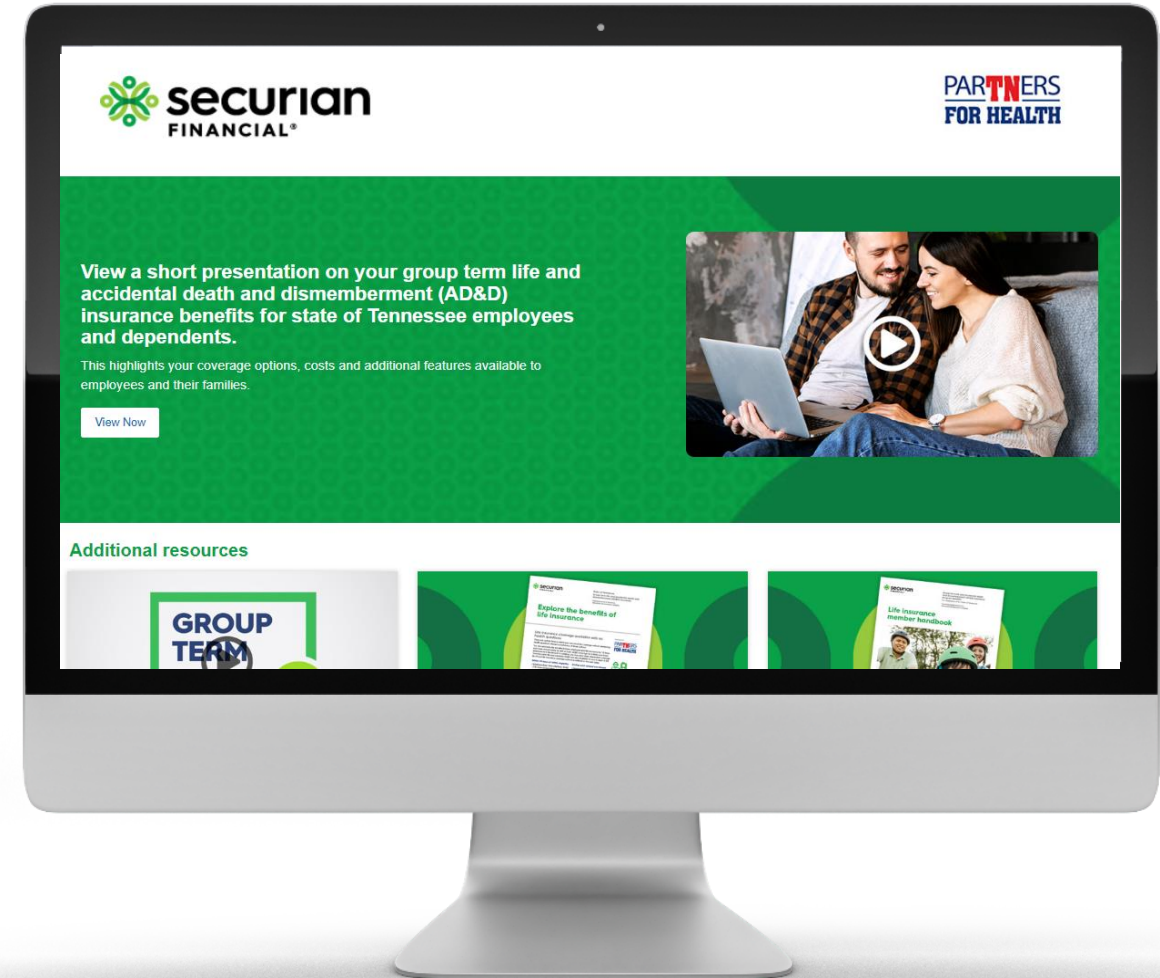 securian
FINANCIAL®
PARTNERS
FOR HEALTH
View a short presentation on your group term life and
accidental death and dismemberment (AD&D)
insurance benefits for state of Tennessee employees
and dependents.
This highlights your coverage options, costs and additional features available to
employees and their families.
View Now
Additional resources
GROUP
TERM
securian
Explore the benefits of
life insurance
PARTNERS
FOR HEALTH
securian
Life insurance
member handbook